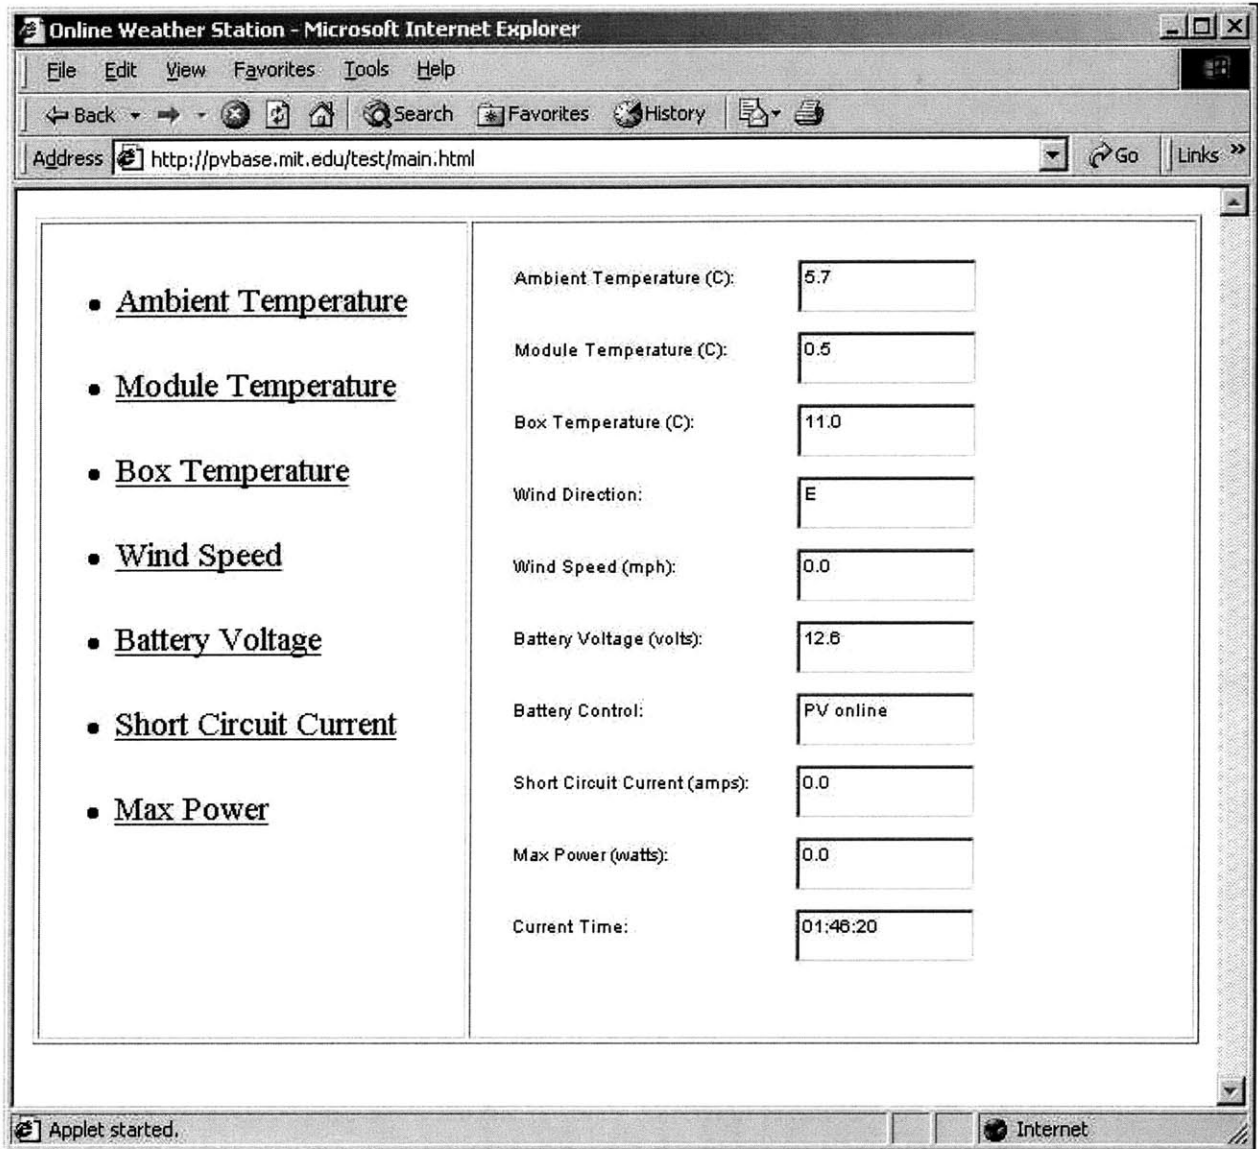 Online Weather Station - Microsoft Internet Explorer
File Edit View Favorites Tools Help
Back Search Favorites History
Address http://pvbase.mit.edu/test/main.html Go Links »
• Ambient Temperature
• Module Temperature
• Box Temperature
• Wind Speed
• Battery Voltage
• Short Circuit Current
• Max Power
Ambient Temperature (C): 5.7
Module Temperature (C): 0.5
Box Temperature (C): 11.0
Wind Direction: E
Wind Speed (mph): 0.0
Battery Voltage (volts): 12.6
Battery Control: PV online
Short Circuit Current (amps): 0.0
Max Power (watts): 0.0
Current Time: 01:46:20
Applet started. Internet